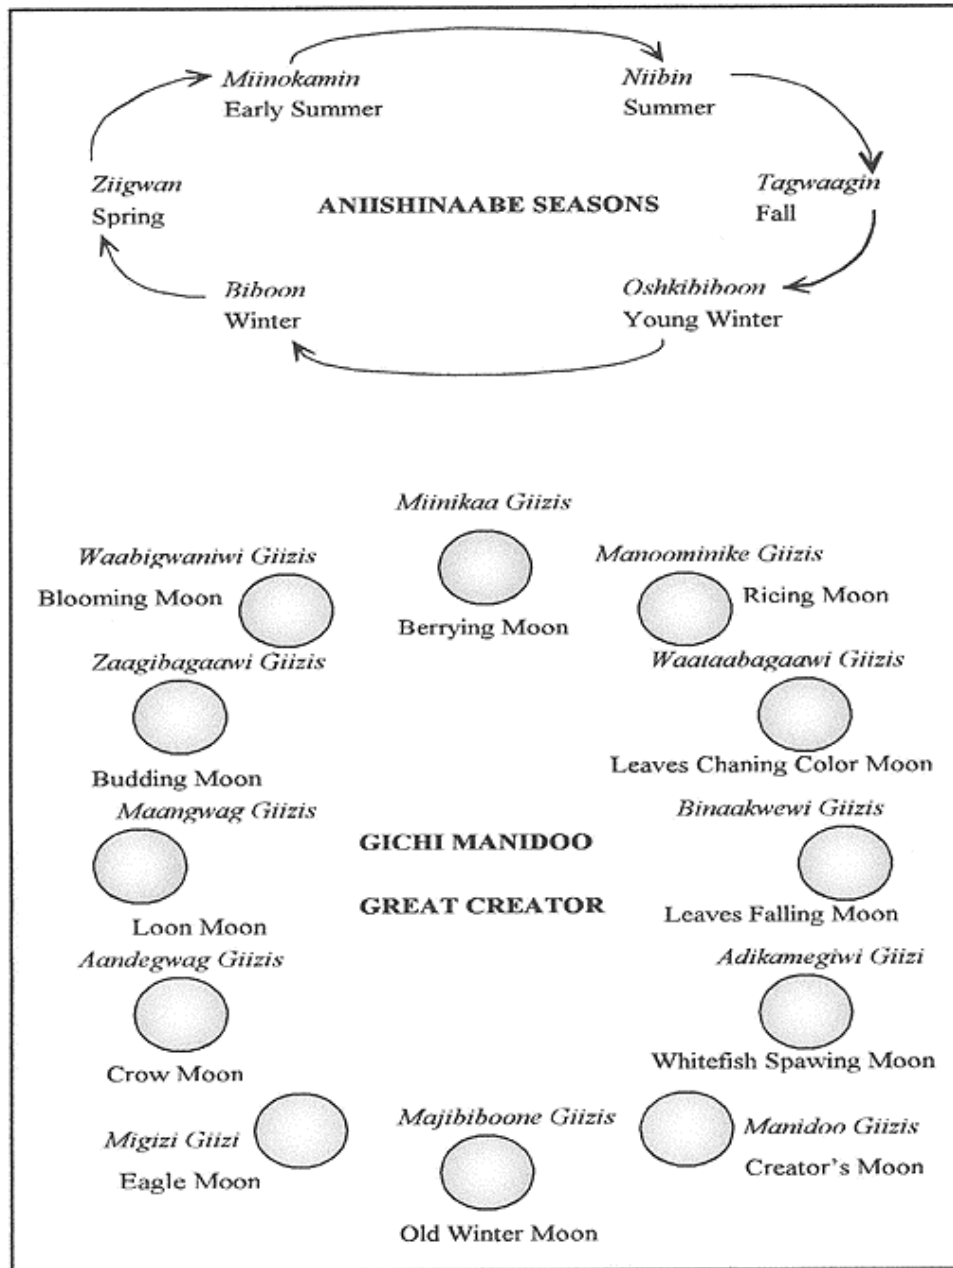 Miinokamin
Early Summer
Niibin
Summer
Ziigwan
Spring
ANIISHINAABE SEASONS
Tagwaagin
Fall
Biboon
Winter
Oshkibiboon
Young Winter
Miinikaa Giizis
Berrying Moon
Waabigwaniwi Giizis
Blooming Moon
Manoominike Giizis
Ricing Moon
Zaagibagaawi Giizis
Budding Moon
Waataabagaawi Giizis
Leaves Chaning Color Moon
Maangwag Giizis
Loon Moon
GICHI MANIDOO
GREAT CREATOR
Binaakwewi Giizis
Leaves Falling Moon
Aandegwag Giizis
Crow Moon
Adikamegiwi Giizi
Whitefish Spawing Moon
Migizi Giizi
Eagle Moon
Majibiboone Giizis
Old Winter Moon
Manidoo Giizis
Creator's Moon